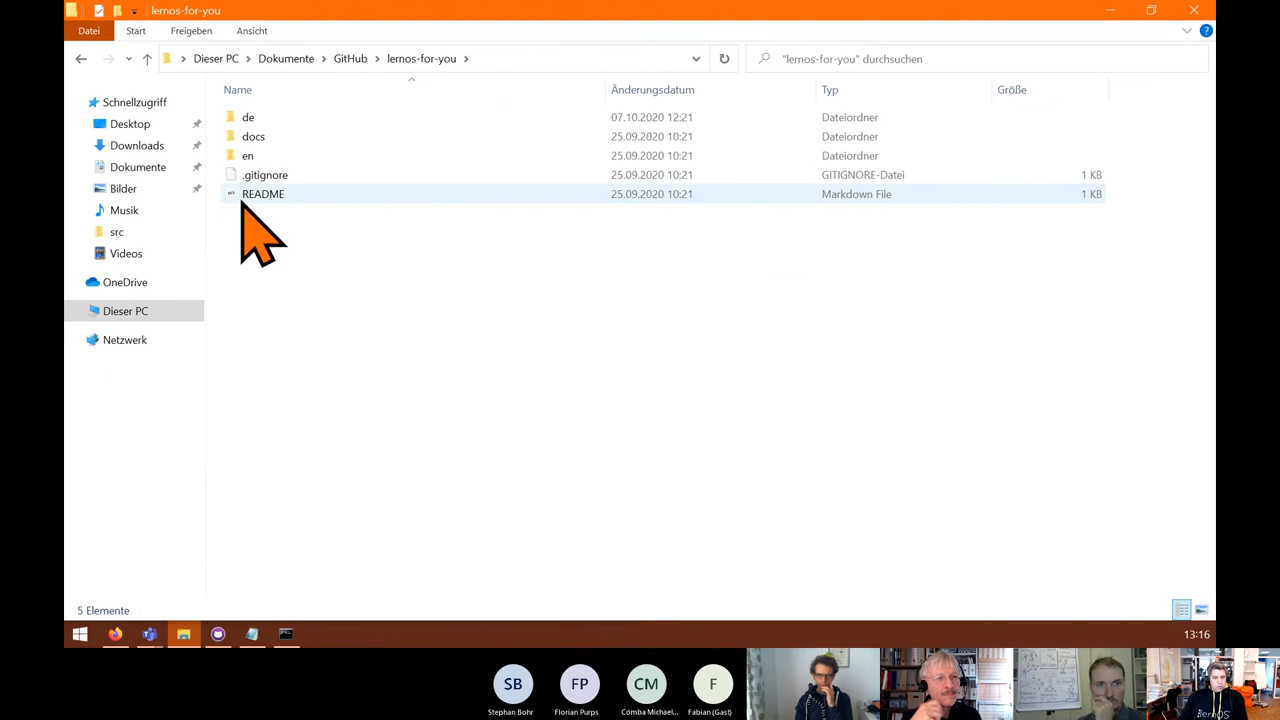 lernos-for-you
Datei Start Freigeben Ansicht
Dieser PC Dokumente GitHub lernos-for-you
"lernos-for-you" durchsuchen
Name Änderungsdatum Typ Größe
de 07.10.2020 12:21 Dateiordner
docs 25.09.2020 10:21 Dateiordner
en 25.09.2020 10:21 Dateiordner
.gitignore 25.09.2020 10:21 GITIGNORE-Datei 1 KB
README 25.09.2020 10:21 Markdown File 1 KB
Schnellzugriff
Desktop
Downloads
Dokumente
Bilder
Musik
src
Videos
OneDrive
Dieser PC
Netzwerk
5 Elemente
13:16
SB FP CM F
Stephan Bohr Florian Purps Comba Michael... Fabian (Gast)
lernOS